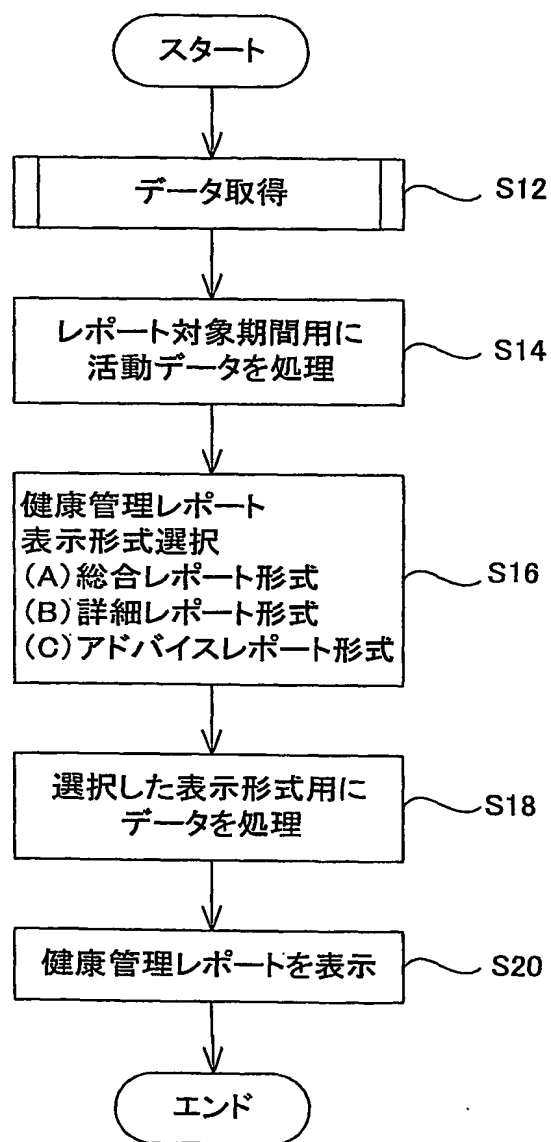 スタート
データ取得
S12
レポート対象期間用に
活動データを処理
S14
健康管理レポート
表示形式選択
(A)総合レポート形式
(B)詳細レポート形式
(C)アドバイスレポート形式
S16
選択した表示形式用に
データを処理
S18
健康管理レポートを表示
S20
エンド